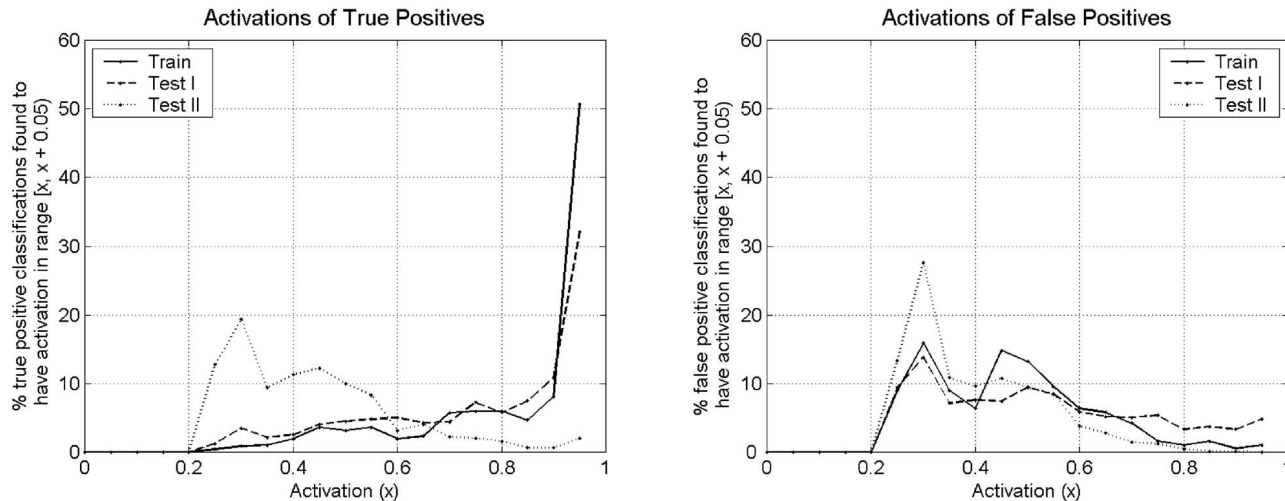 Activations of True Positives
% true positive classifications found to
have activation in range [x, x + 0.05)
60
50
40
30
20
10
0
Train
Test I
Test II
0 0.2 0.4 0.6 0.8 1
Activation (x)
Activations of False Positives
% false positive classifications found to
have activation in range [x, x + 0.05)
60
50
40
30
20
10
0
Train
Test I
Test II
0 0.2 0.4 0.6 0.8 1
Activation (x)